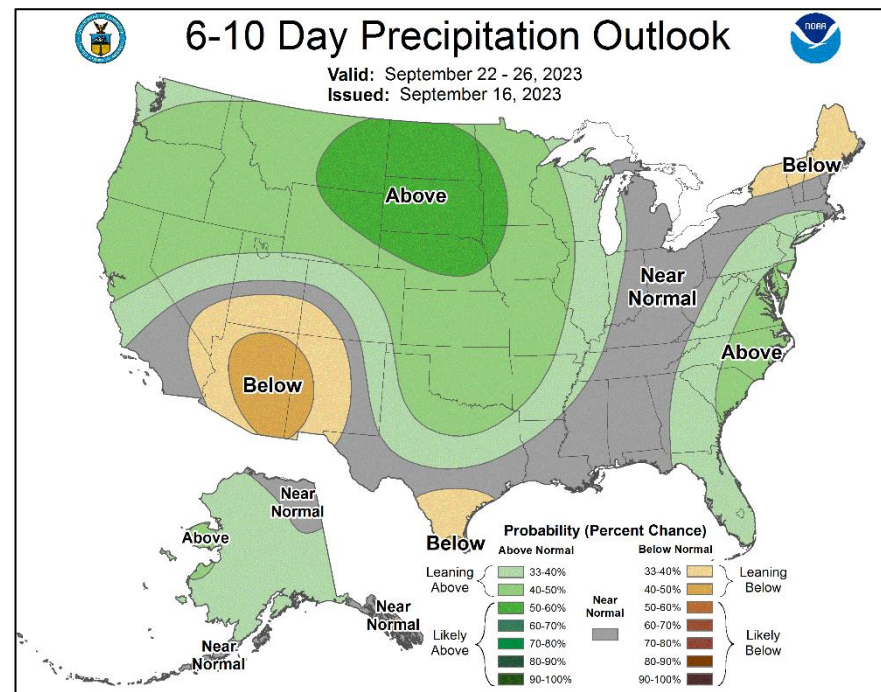 6-10 Day Precipitation Outlook
NOAA
Valid: September 22 - 26, 2023
Issued: September 16, 2023
Below
Above
Near
Normal
Above
Below
Near
Normal
Above
Below
Near
Normal
Near
Normal
Probability (Percent Chance)
Above Normal
Below Normal
Leaning
Above
33-40%
40-50%
Likely
Above
50-60%
60-70%
70-80%
80-90%
90-100%
Near
Normal
33-40%
40-50%
Leaning
Below
50-60%
60-70%
70-80%
80-90%
90-100%
Likely
Below